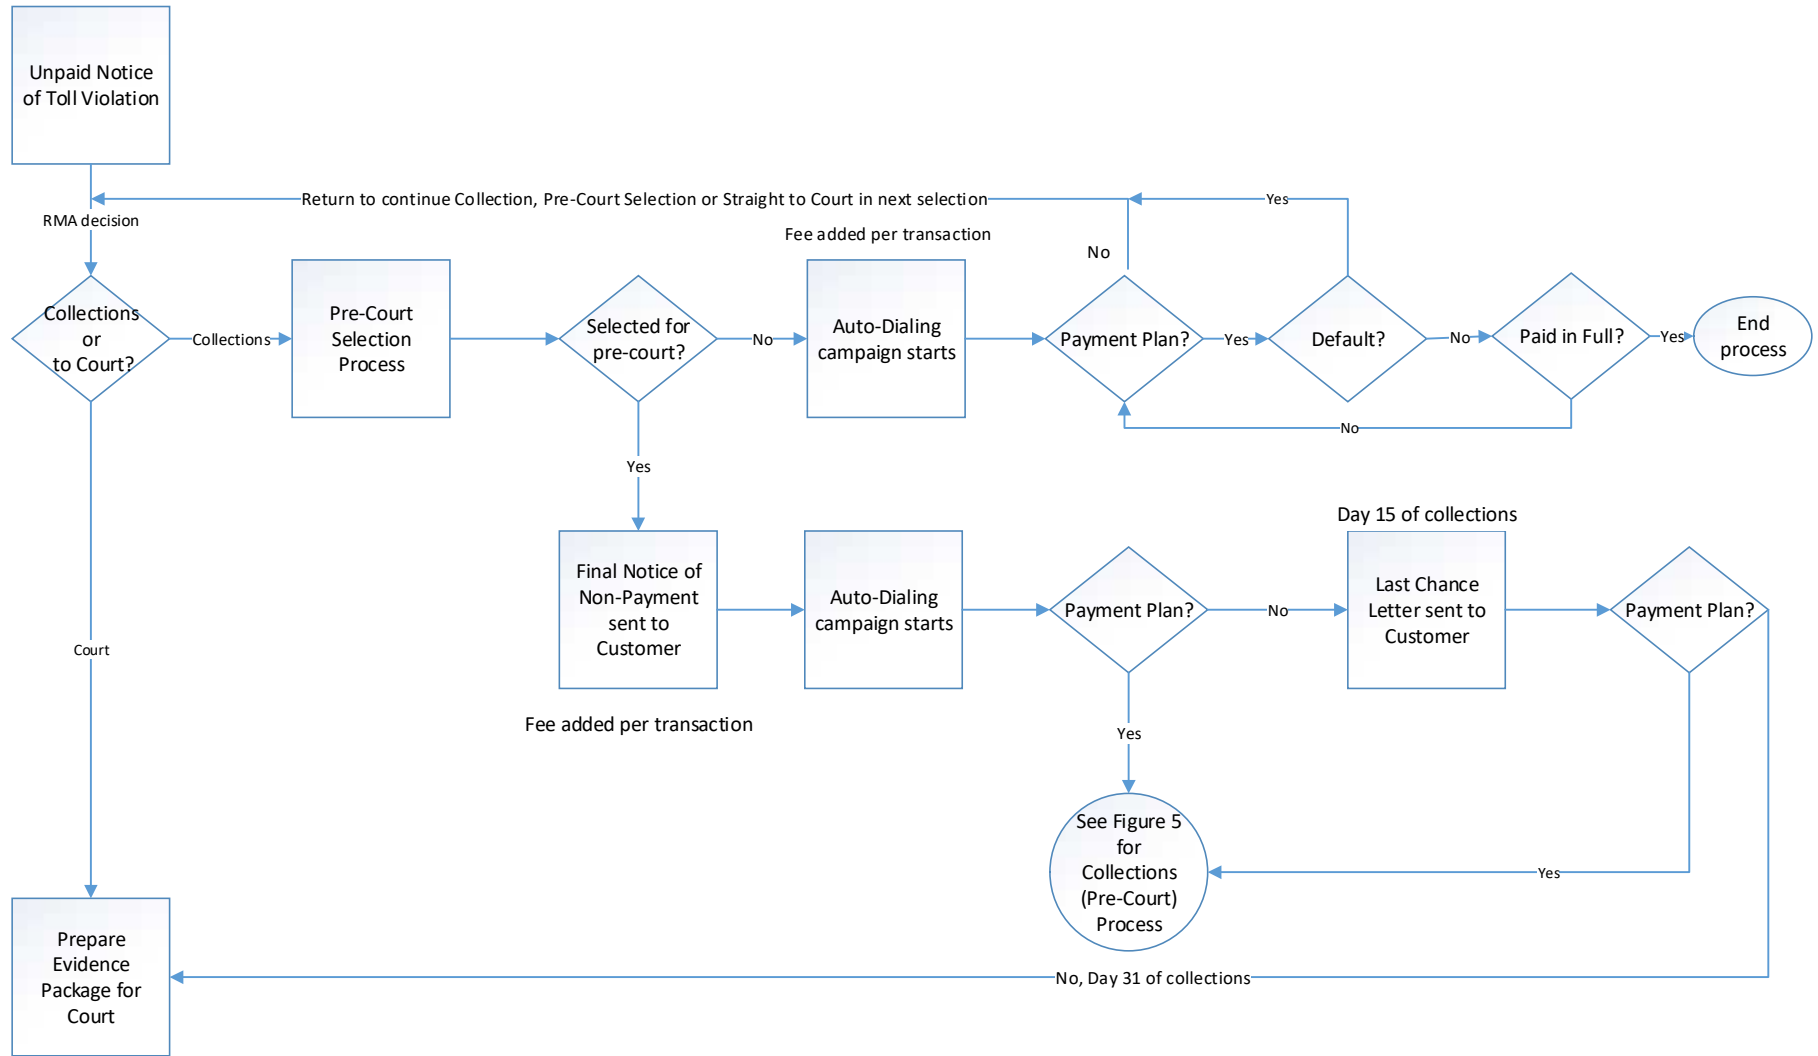 Unpaid Notice
of Toll Violation
Return to continue Collection, Pre-Court Selection or Straight to Court in next selection
Yes
RMA decision
Fee added per transaction
No
Collections
or
to Court?
Collections
Pre-Court
Selection
Process
Selected for
pre-court?
No
Auto-Dialing
campaign starts
Payment Plan?
Yes
Default?
No
Paid in Full?
Yes
End
process
No
Yes
Day 15 of collections
Final Notice of
Non-Payment
sent to
Customer
Auto-Dialing
campaign starts
Payment Plan?
No
Last Chance
Letter sent to
Customer
Payment Plan?
Court
Fee added per transaction
Yes
See Figure 5
for
Collections
(Pre-Court)
Process
Yes
Prepare
Evidence
Package for
Court
No, Day 31 of collections